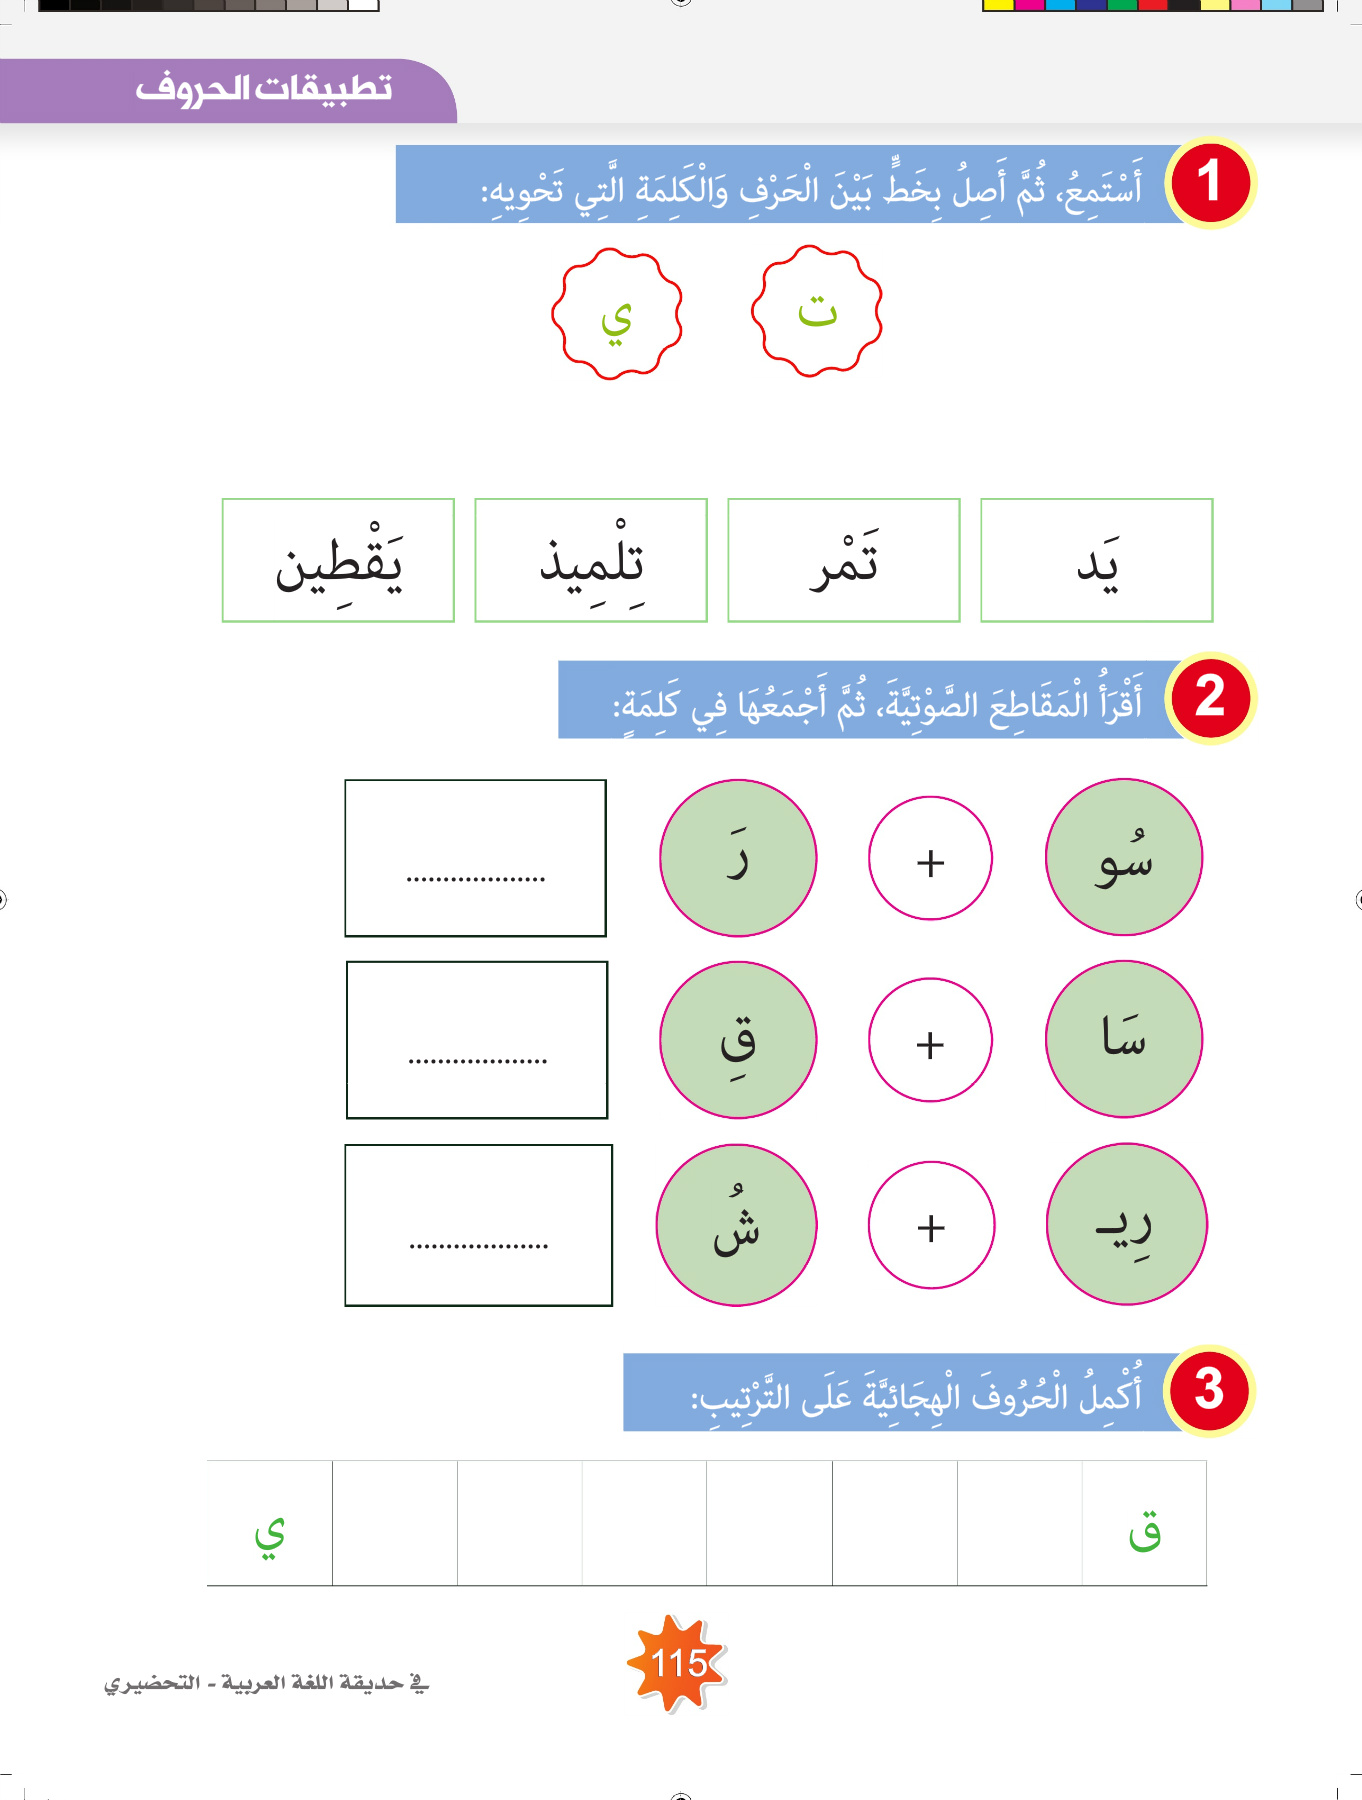 تطبيقات الحروف
1
أَسْتَمِعُ، ثُمَّ أَصِلُ بِخَطٍّ بَيْنَ الْحَرْفِ وَالْكَلِمَةِ الَّتِي تَحْوِيهِ:
ت ي
يَد تَمْر تِلْمِيذ يَقْطِين
2
أَقْرَأُ الْمَقَاطِعَ الصَّوْتِيَّةَ، ثُمَّ أَجْمَعُهَا فِي كَلِمَةٍ:
سُو + رَ ...................
سَا + قِ ...................
رِيـ + شُ ...................
3
أُكْمِلُ الْحُرُوفَ الْهِجَائِيَّةَ عَلَى التَّرْتِيبِ:
ق ي
115
في حديقة اللغة العربية - التحضيري